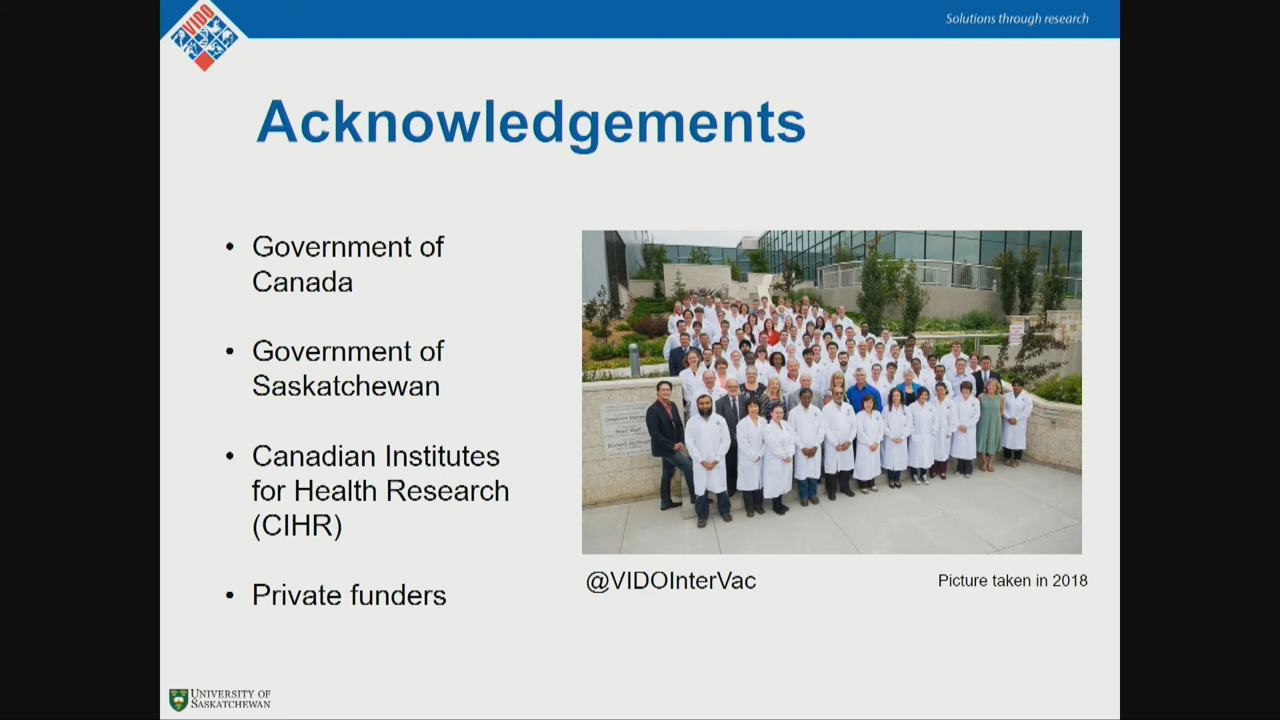 VIDO
Solutions through research
Acknowledgements
• Government of
Canada
• Government of
Saskatchewan
• Canadian Institutes
for Health Research
(CIHR)
• Private funders
@VIDOInterVac
Picture taken in 2018
UNIVERSITY OF
SASKATCHEWAN